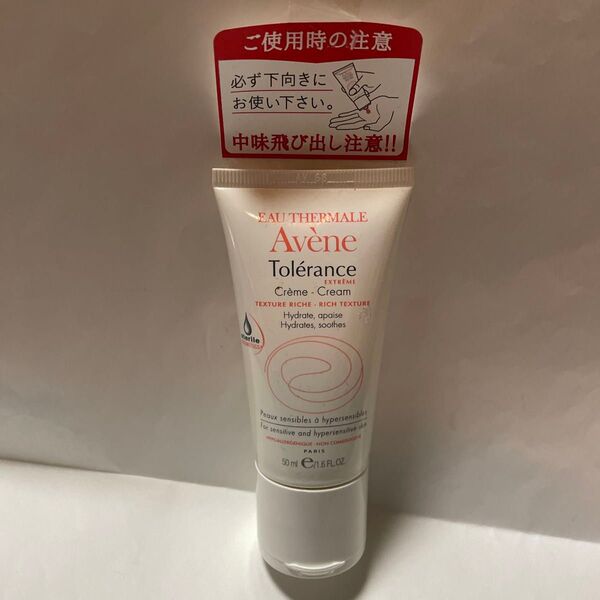 ご使用時の注意
必ず下向きに
お使い下さい。
中味飛び出し注意!!
EAU THERMALE
Avène
Tolérance
EXTRÊME
Crème - Cream
TEXTURE RICHE - RICH TEXTURE
Hydrate, apaise
Hydrates, soothes
Peaux sensibles à hypersensibles
For sensitive and hypersensitive skin
HYPOALLERGÉNIQUE - NON COMÉDOGÈNE
PARIS
50 ml e/1.6 FL.OZ.